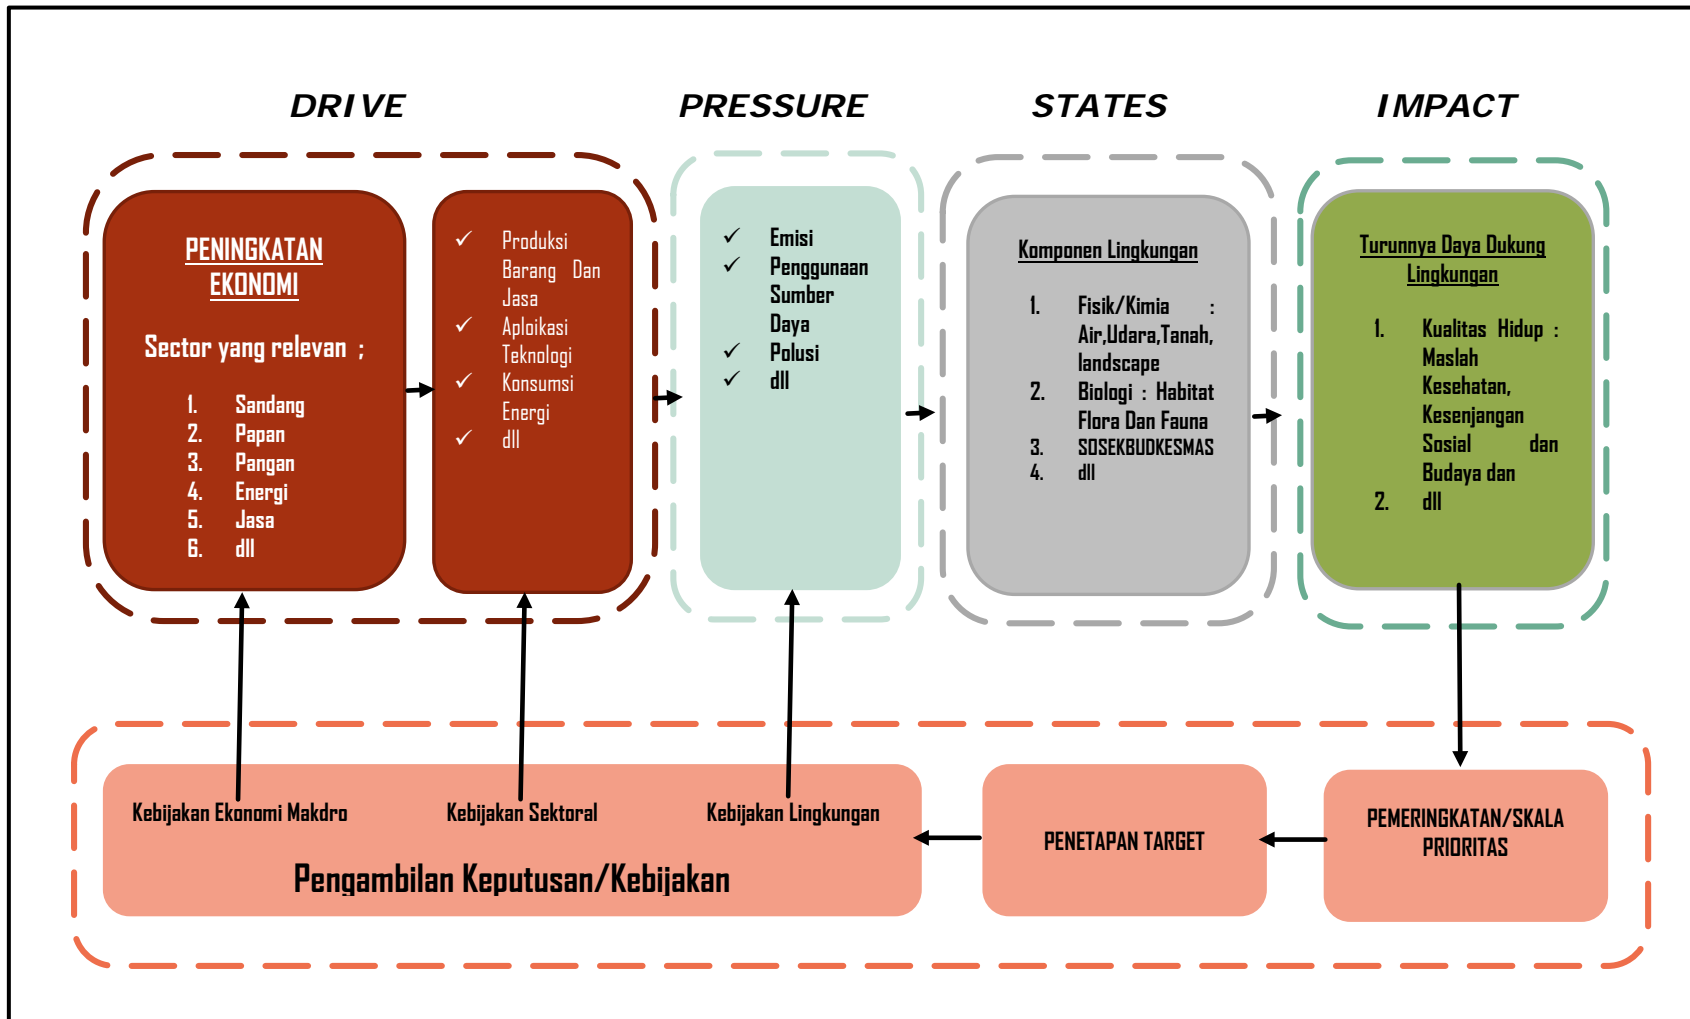 DRIVE
PRESSURE
STATES
IMPACT
PENINGKATAN
EKONOMI
Sector yang relevan ;
1. Sandang
2. Papan
3. Pangan
4. Energi
5. Jasa
6. dll
✓ Produksi
Barang Dan
Jasa
✓ Aploikasi
Teknologi
✓ Konsumsi
Energi
✓ dll
✓ Emisi
✓ Penggunaan
Sumber
Daya
✓ Polusi
✓ dll
Komponen Lingkungan
1. Fisik/Kimia :
Air,Udara,Tanah,
landscape
2. Biologi : Habitat
Flora Dan Fauna
3. SOSEKBUDKESMAS
4. dll
Turunnya Daya Dukung
Lingkungan
1. Kualitas Hidup :
Maslah
Kesehatan,
Kesenjangan
Sosial dan
Budaya dan
2. dll
Kebijakan Ekonomi Makdro
Kebijakan Sektoral
Kebijakan Lingkungan
Pengambilan Keputusan/Kebijakan
PENETAPAN TARGET
PEMERINGKATAN/SKALA
PRIORITAS